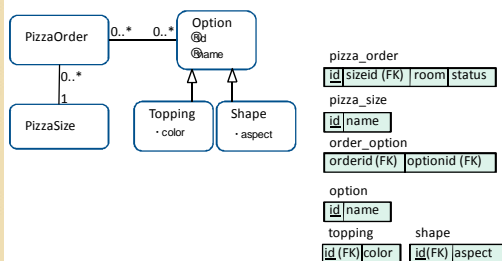 PizzaOrder
0..*
0..*
Option
id
name
0..*
1
PizzaSize
Topping
· color
Shape
· aspect
pizza_order
id sizeid (FK) room status
pizza_size
id name
order_option
orderid (FK) optionid (FK)
option
id name
topping
id (FK) color
shape
id(FK) aspect